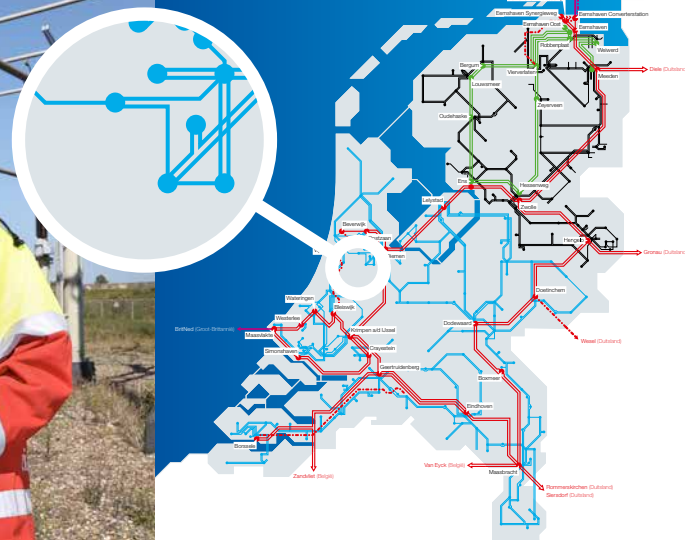 Eemshaven Synergieweg
Eemshaven Converterstation
Eemshaven Oost
Eemshaven
Robbenplaat
Weiwerd
Bergum
Vierverlaten
Meeden
Diele (Duitsland)
Louwsmeer
Zeyerveen
Oudehaske
Ens
Hessenweg
Lelystad
Zwolle
Beverwijk
Hengelo
Gronau (Duitsland)
Doetinchem
Wateringen
Bleiswijk
Westerlee
Dodewaard
BritNed (Groot-Brittannië)
Maasvlakte
Krimpen a/d IJssel
Wesel (Duitsland)
Simonshaven
Crayestein
Geertruidenberg
Boxmeer
Eindhoven
Borssele
Van Eyck (België)
Maasbracht
Zandvliet (België)
Rommerskirchen (Duitsland)
Siersdorf (Duitsland)